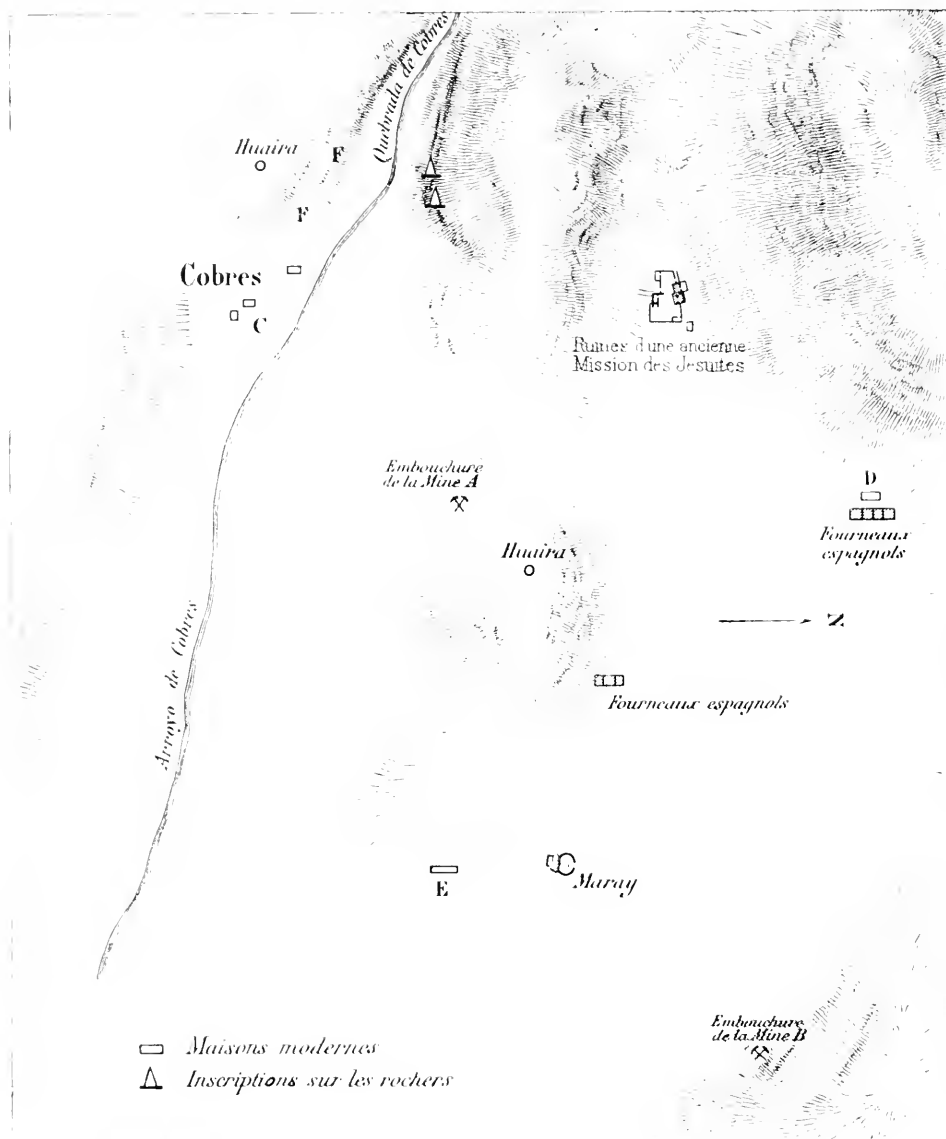 Quebrada de Cobres
Huaira
F
F
Cobres
C
Ruines d'une ancienne
Mission des Jesuites
Embouchure
de la Mine A
D
Fourneaux
espagnols
Huaira
N
Arroyo de Cobres
Fourneaux espagnols
E
Maray
Embouchure
de la Mine B
Maisons modernes
Inscriptions sur les rochers